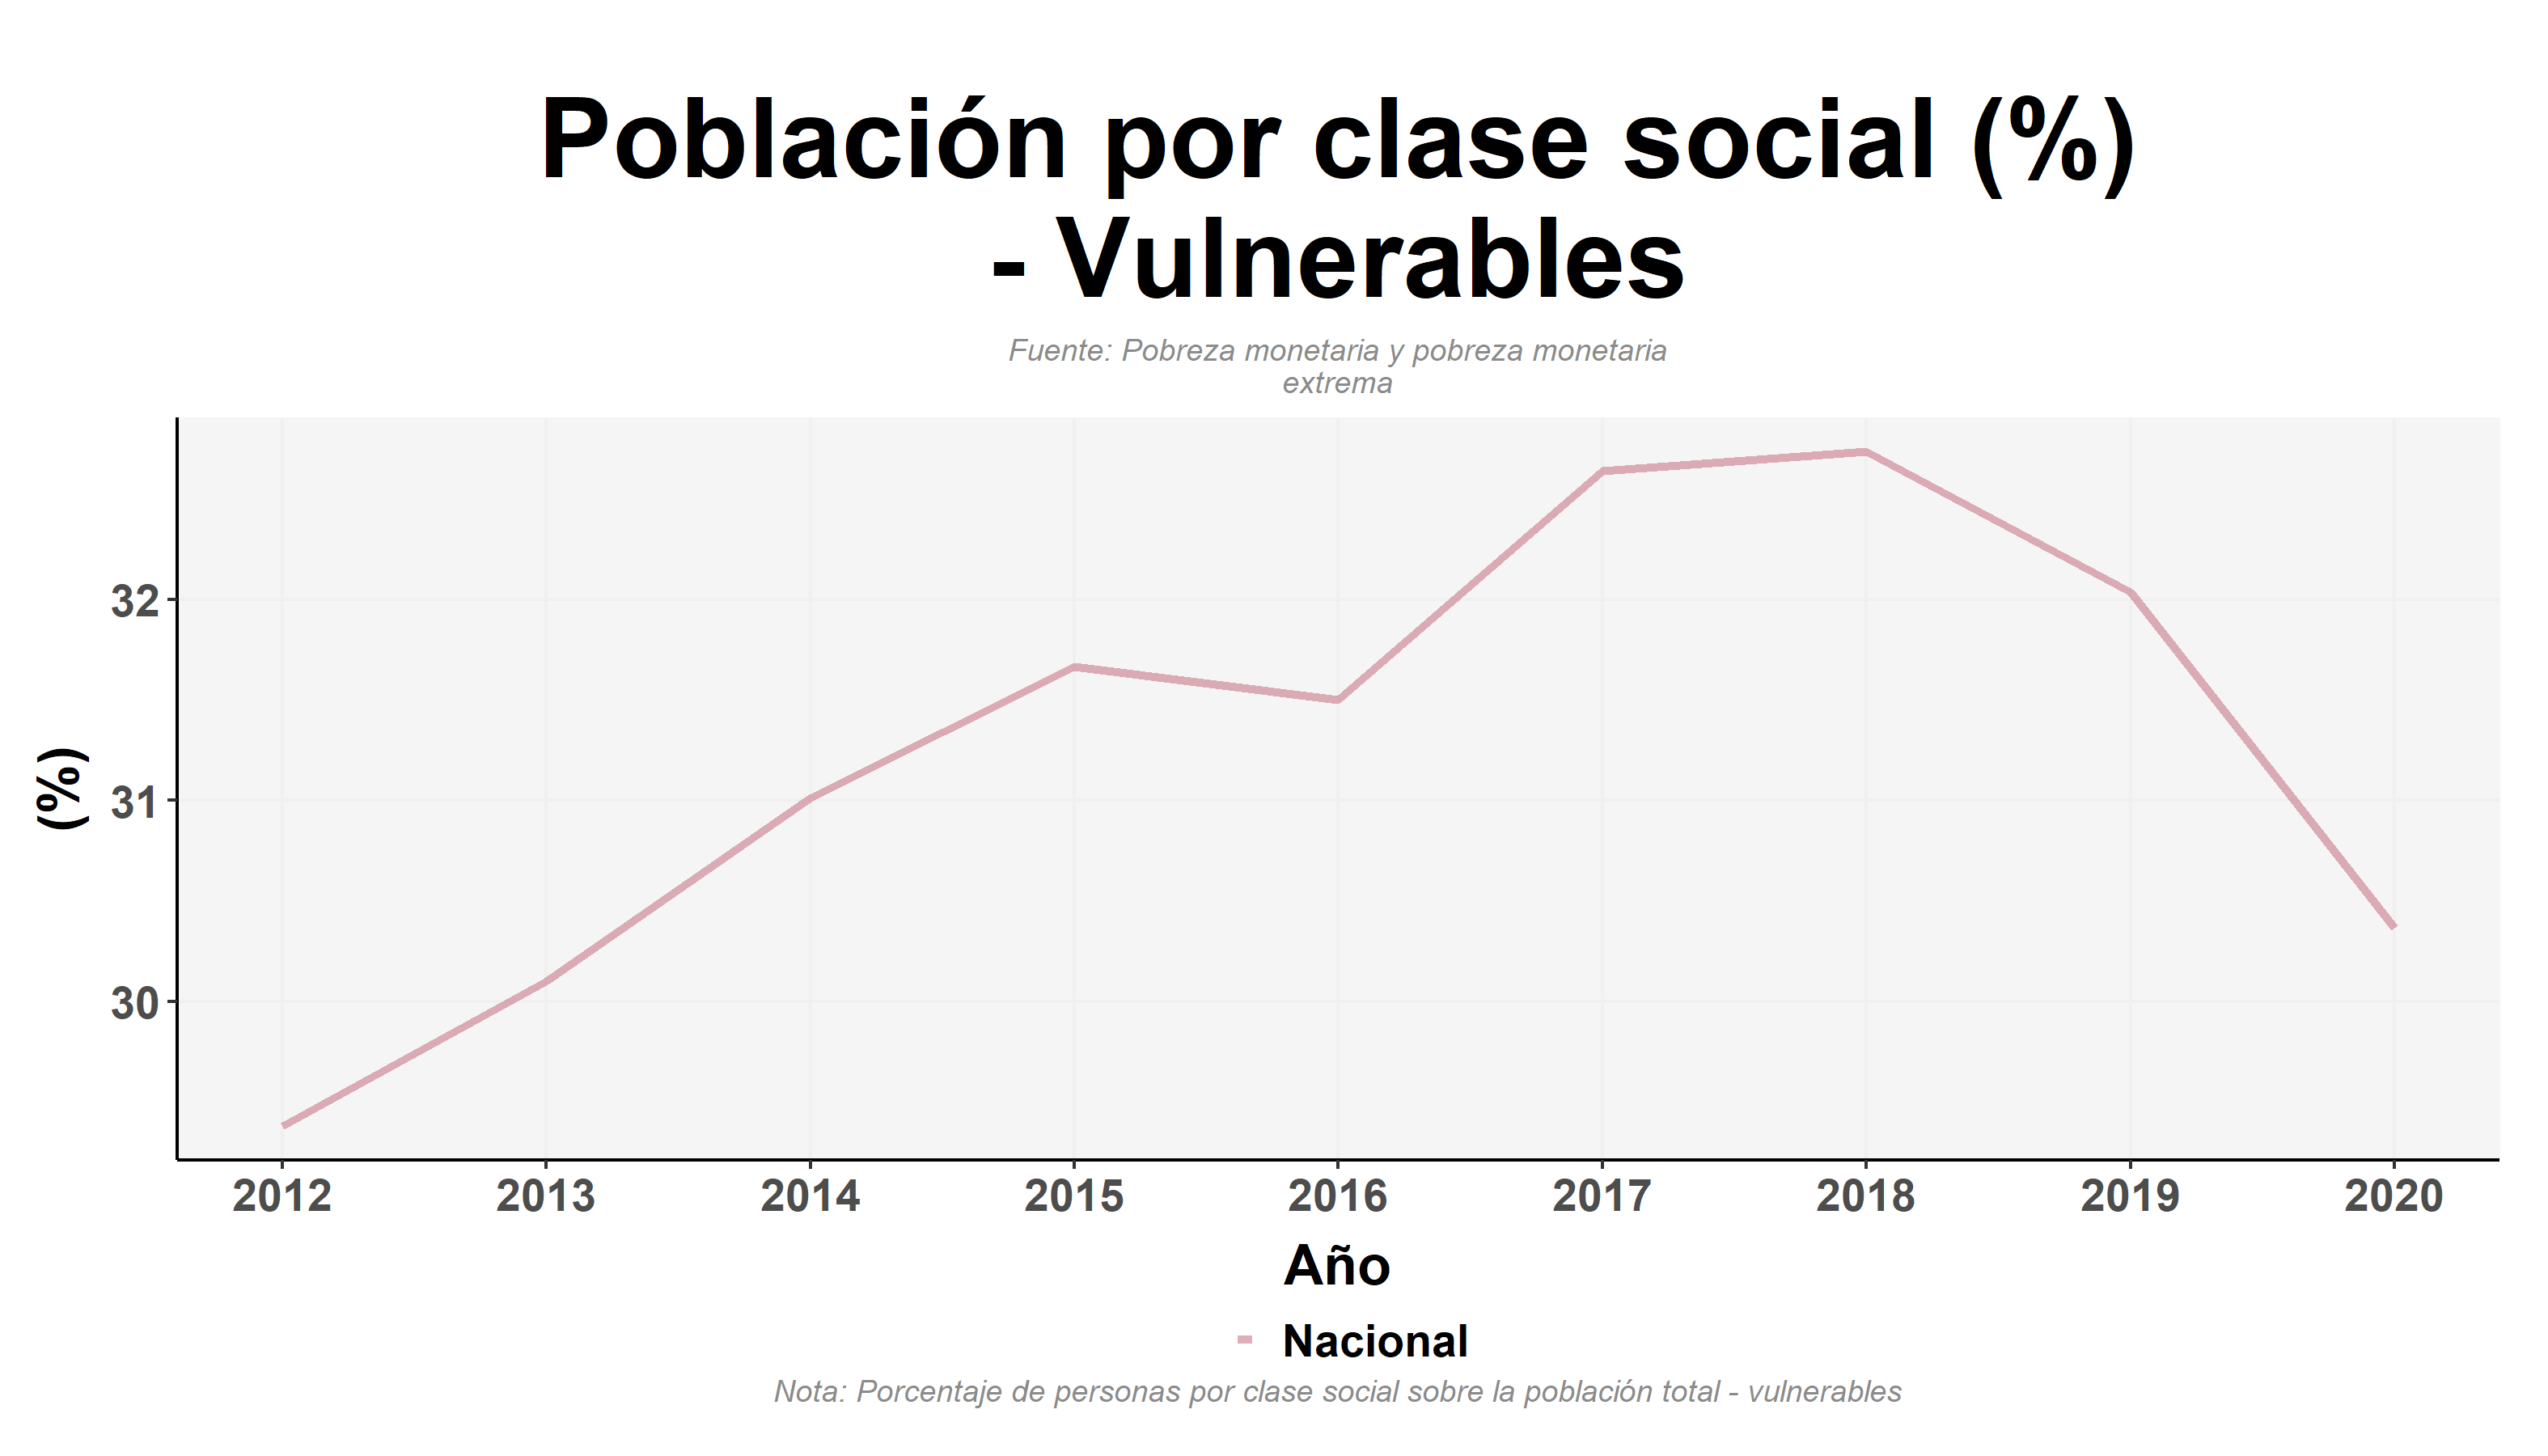 Población por clase social (%)
- Vulnerables
Fuente: Pobreza monetaria y pobreza monetaria
extrema
(%)
32
31
30
2012 2013 2014 2015 2016 2017 2018 2019 2020
Año
Nacional
Nota: Porcentaje de personas por clase social sobre la población total - vulnerables